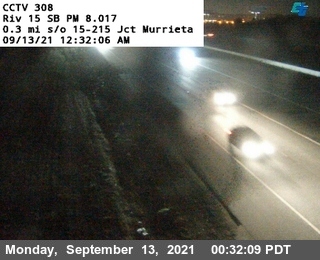 CCTV 308
Riv 15 SB PM 8.017
0.3 mi s/o 15-215 Jct Murrieta
09/13/21 12:32:06 AM
Monday, September 13, 2021 00:32:09 PDT